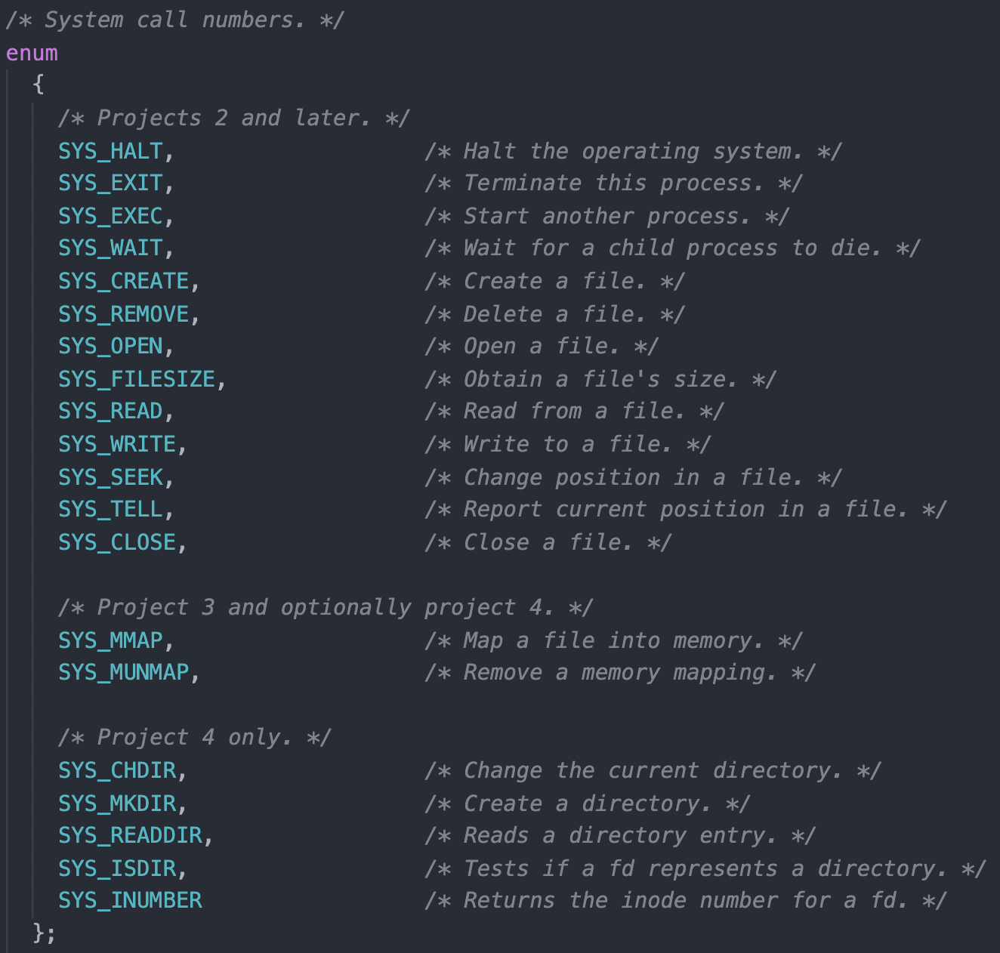 /* System call numbers. */
enum
  {
    /* Projects 2 and later. */
    SYS_HALT,                   /* Halt the operating system. */
    SYS_EXIT,                   /* Terminate this process. */
    SYS_EXEC,                   /* Start another process. */
    SYS_WAIT,                   /* Wait for a child process to die. */
    SYS_CREATE,                 /* Create a file. */
    SYS_REMOVE,                 /* Delete a file. */
    SYS_OPEN,                   /* Open a file. */
    SYS_FILESIZE,               /* Obtain a file's size. */
    SYS_READ,                   /* Read from a file. */
    SYS_WRITE,                  /* Write to a file. */
    SYS_SEEK,                   /* Change position in a file. */
    SYS_TELL,                   /* Report current position in a file. */
    SYS_CLOSE,                  /* Close a file. */

    /* Project 3 and optionally project 4. */
    SYS_MMAP,                   /* Map a file into memory. */
    SYS_MUNMAP,                 /* Remove a memory mapping. */

    /* Project 4 only. */
    SYS_CHDIR,                  /* Change the current directory. */
    SYS_MKDIR,                  /* Create a directory. */
    SYS_READDIR,                /* Reads a directory entry. */
    SYS_ISDIR,                  /* Tests if a fd represents a directory. */
    SYS_INUMBER                 /* Returns the inode number for a fd. */
  };